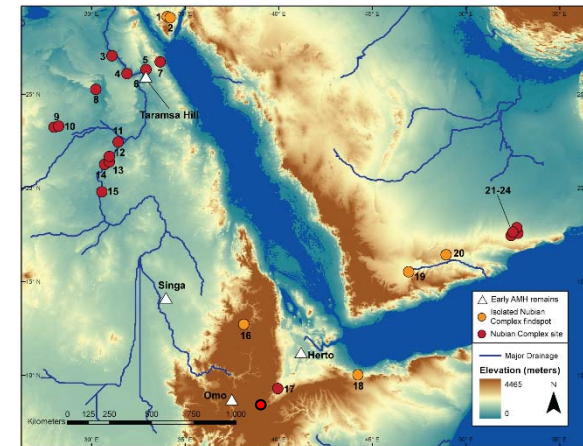 1
2
3
5
4
6
7
Taramsa Hill
25°E
8
9
10
11
12
14
13
15
21-24
20
19
15°E
Singa
16
Herto
17
18
10°E
Omo
Kilometers
0 125 250 500 750 1,000
Early AMH remains
Isolated Nubian
Complex findspot
Nubian Complex site
Major Drainage
Elevation (meters)
4465
0
N